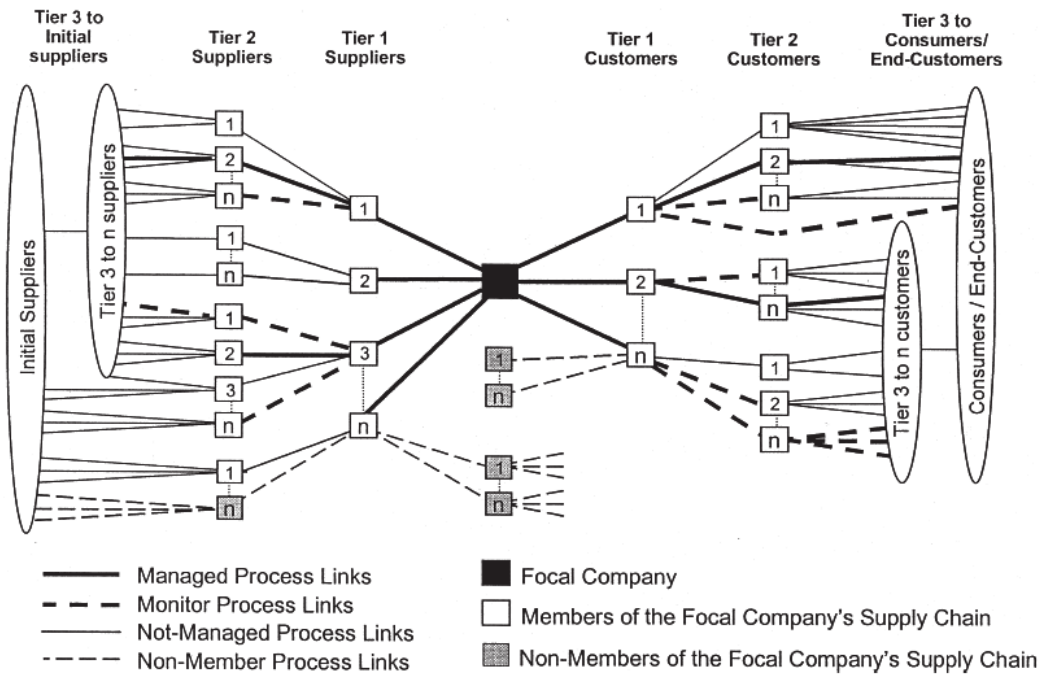 Tier 3 to
Initial
suppliers
Tier 2
Suppliers
Tier 1
Suppliers
Tier 1
Customers
Tier 2
Customers
Tier 3 to
Consumers/
End-Customers
Initial Suppliers
Tier 3 to n suppliers
1
2
n
1
n
1
2
3
n
1
n
1
2
3
n
1
n
1
n
1
2
n
1
2
n
1
n
1
2
n
Tier 3 to n customers
Consumers / End-Customers
Managed Process Links
Monitor Process Links
Not-Managed Process Links
Non-Member Process Links
Focal Company
Members of the Focal Company's Supply Chain
Non-Members of the Focal Company's Supply Chain